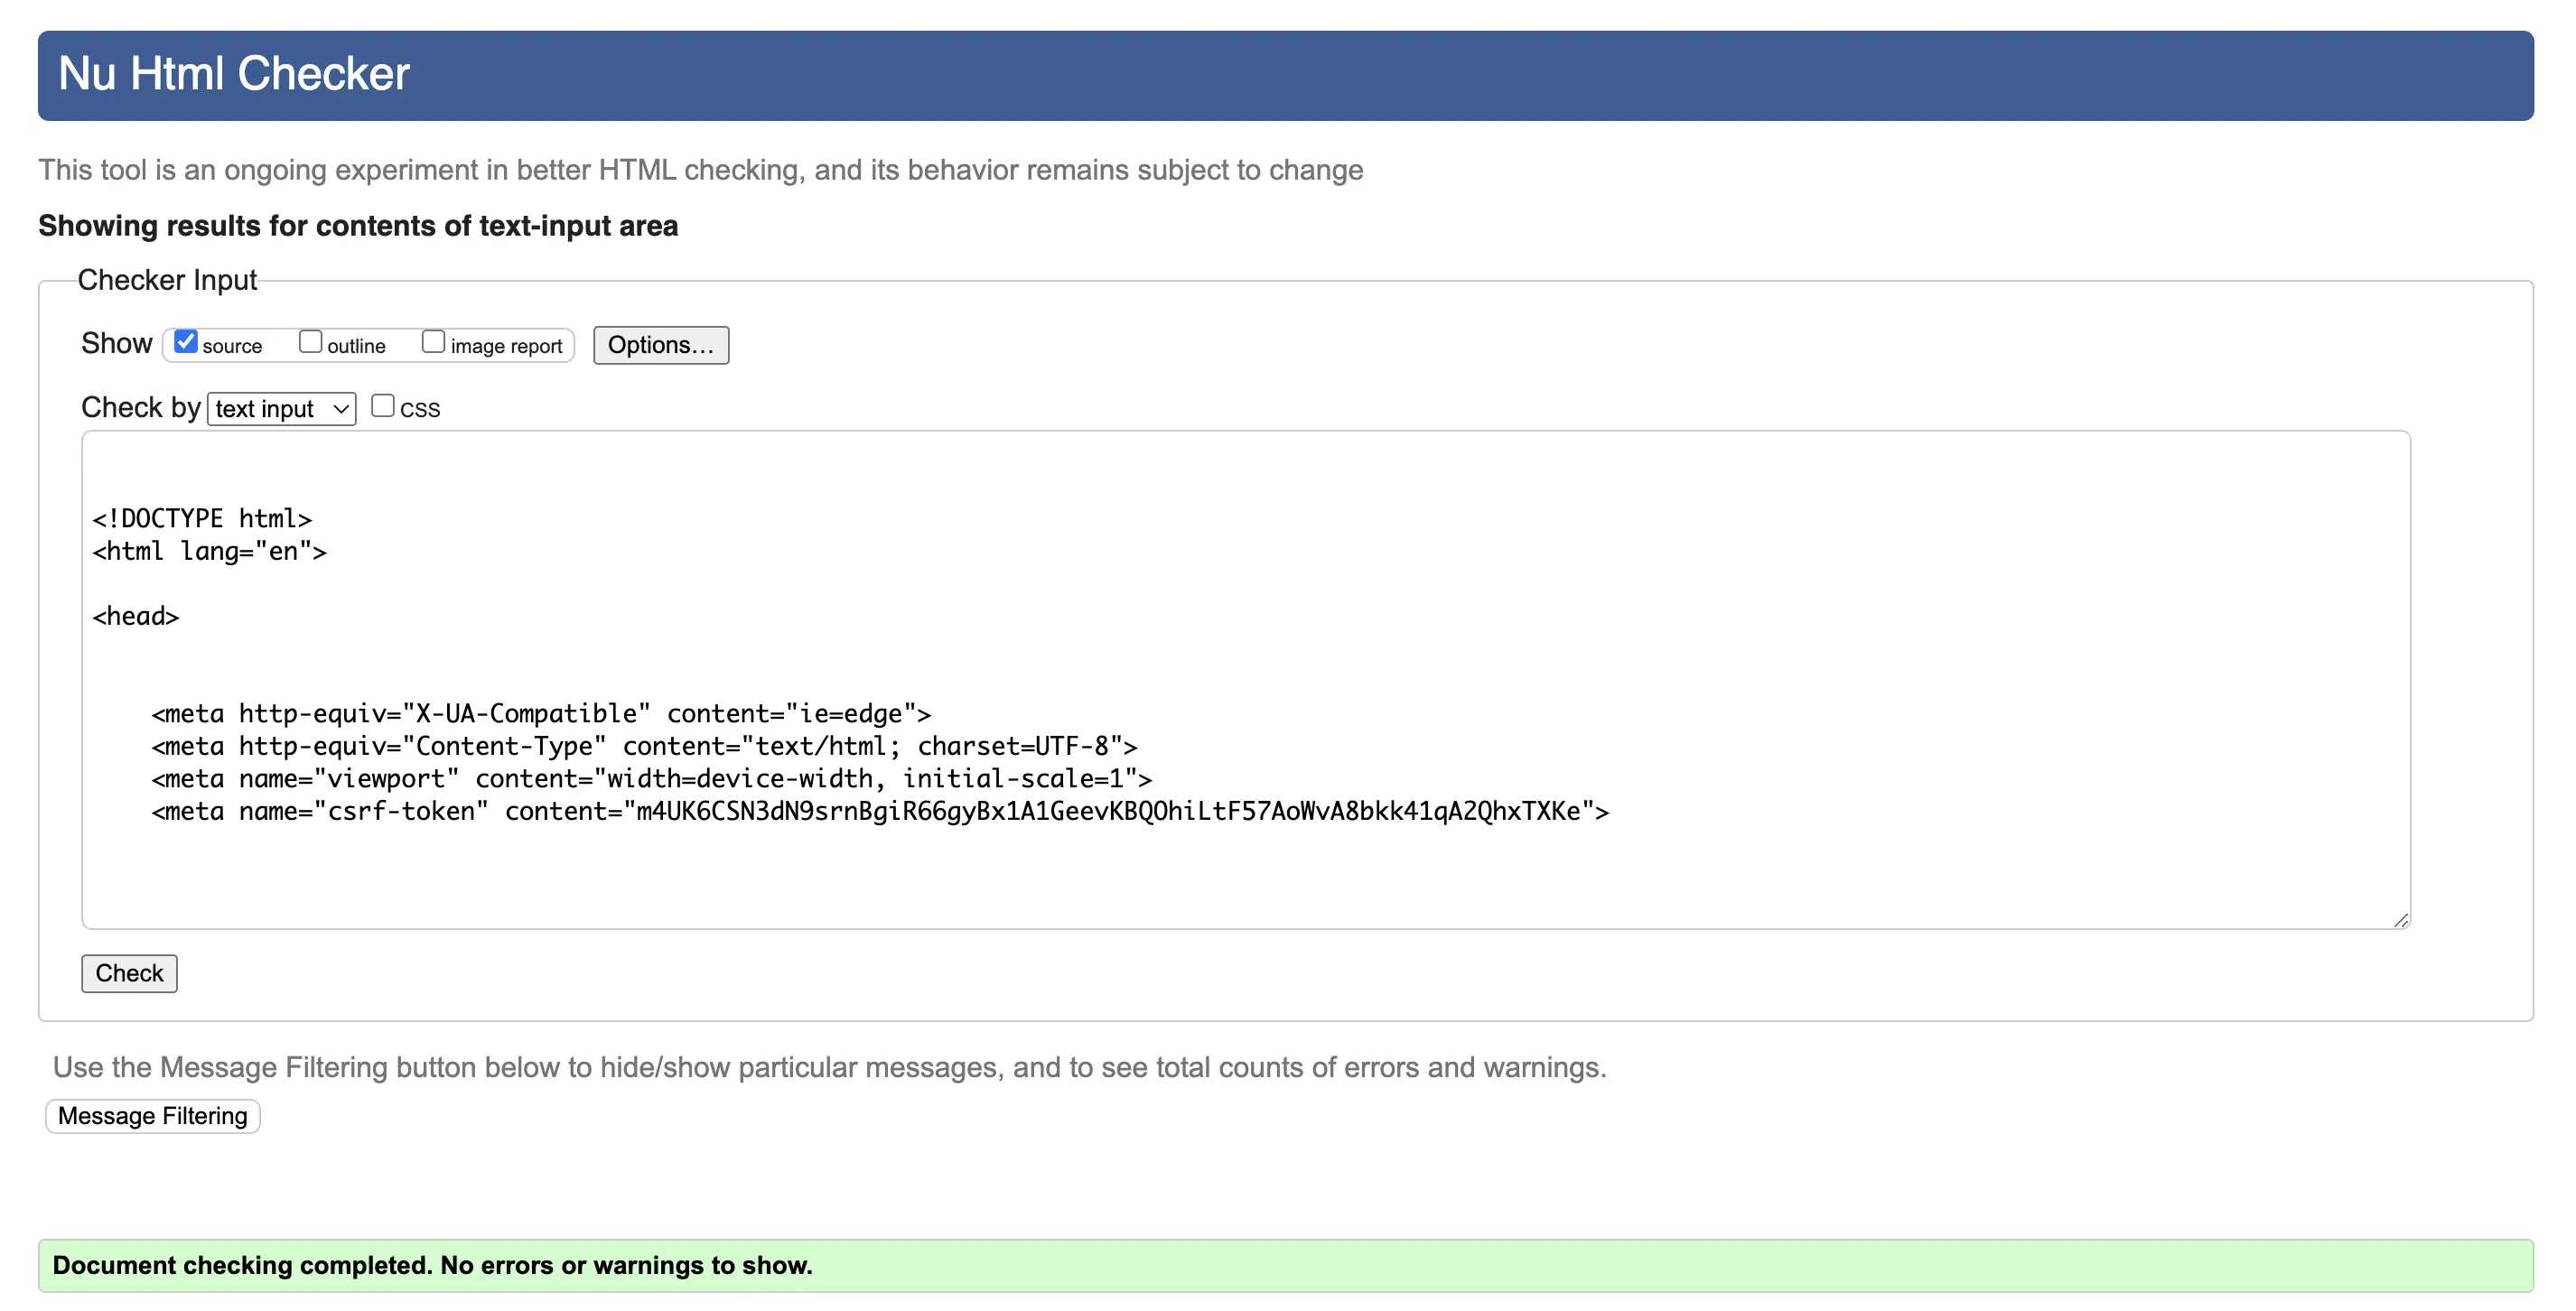 Nu Html Checker
This tool is an ongoing experiment in better HTML checking, and its behavior remains subject to change
Showing results for contents of text-input area
Checker Input
Show source outline image report Options…
Check by text input CSS
<!DOCTYPE html>
<html lang="en">
<head>
<meta http-equiv="X-UA-Compatible" content="ie=edge">
<meta http-equiv="Content-Type" content="text/html; charset=UTF-8">
<meta name="viewport" content="width=device-width, initial-scale=1">
<meta name="csrf-token" content="m4UK6CSN3dN9srnBgiR66gyBx1A1GeevKBQOhiLtF57AoWvA8bkk41qA2QhxTXKe">
Check
Use the Message Filtering button below to hide/show particular messages, and to see total counts of errors and warnings.
Message Filtering
Document checking completed. No errors or warnings to show.